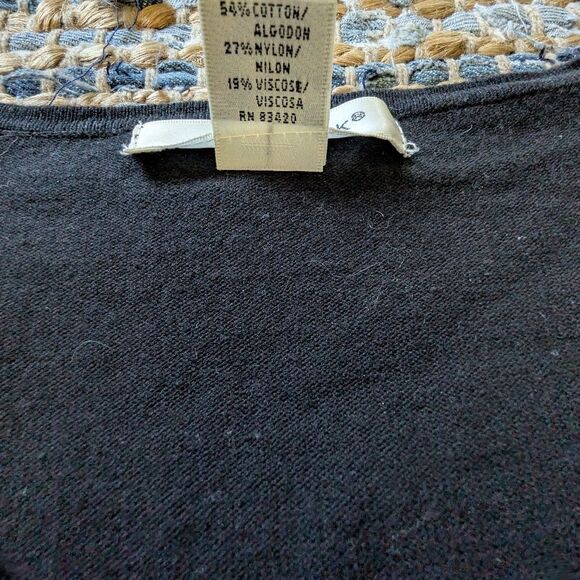 54% COTTON/
ALGODON
27% NYLON/
NILON
19% VISCOSE/
VISCOSA
RN 83420
K®